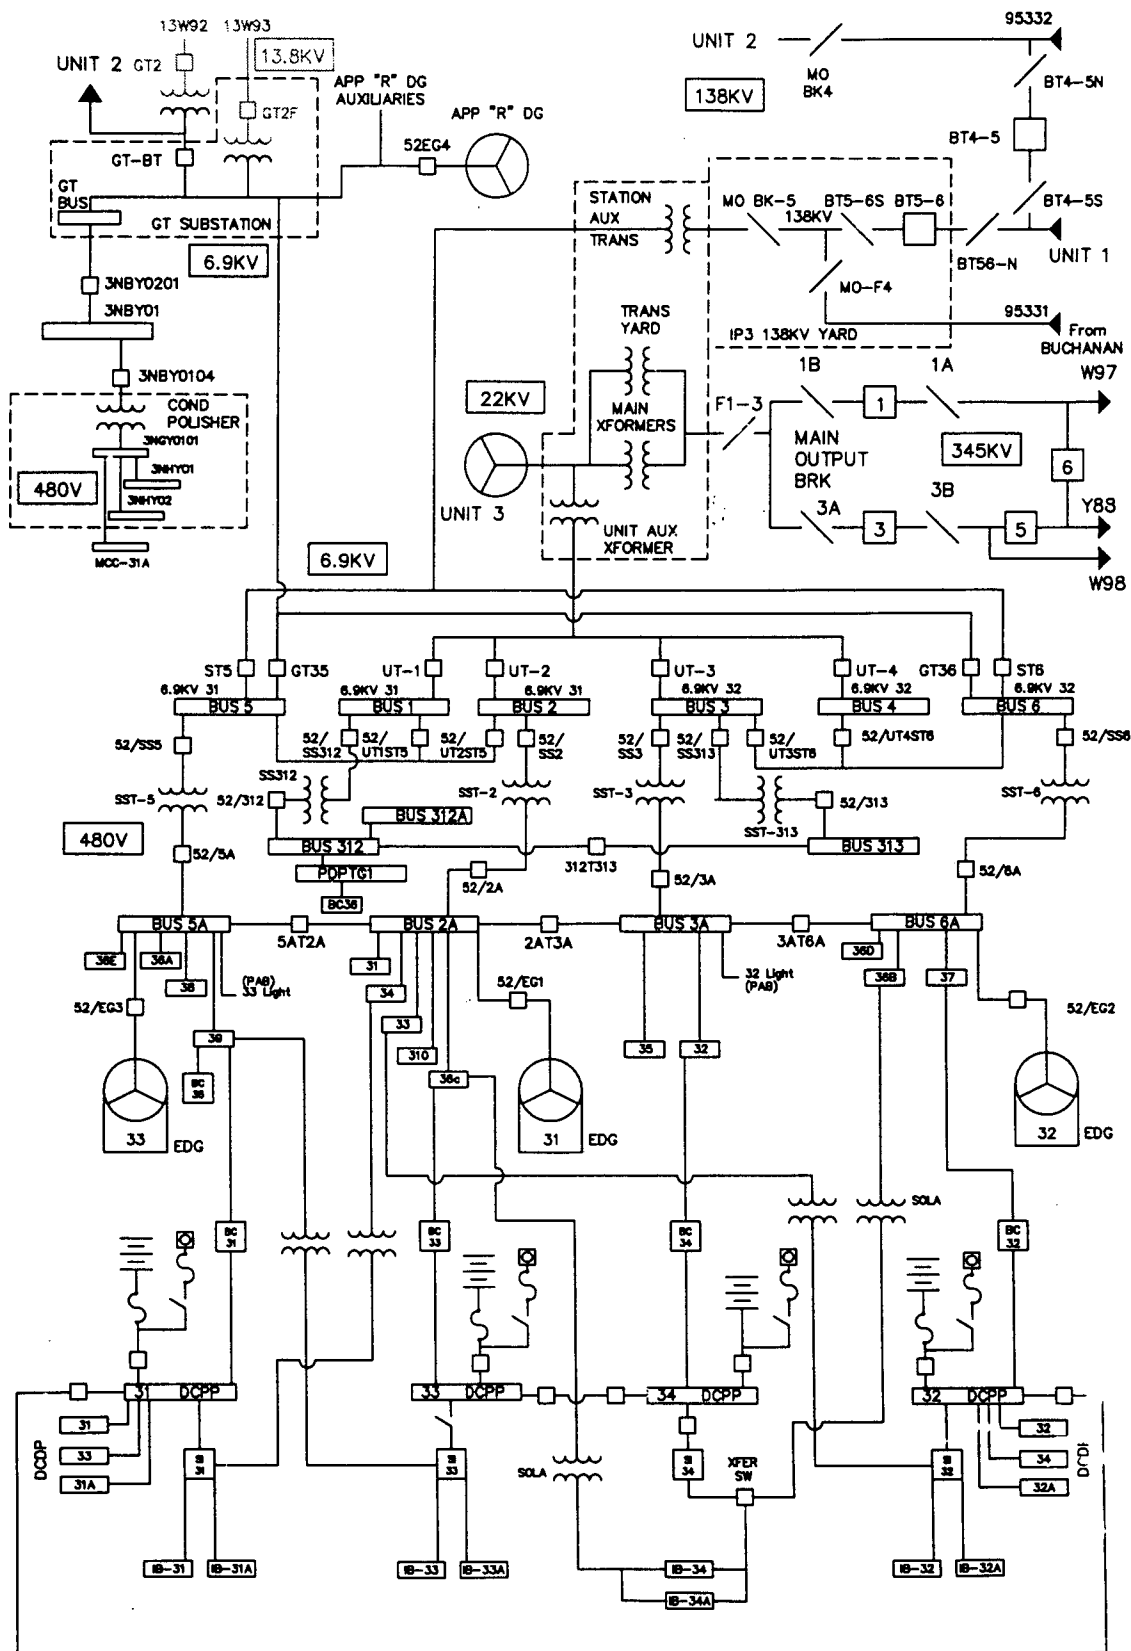 13W92
13W93
95332
UNIT 2
GT2
13.8KV
UNIT 2
MO
BK4
138KV
BT4-5N
GT2F
APP "R" DG
AUXILIARIES
APP "R" DG
BT4-5
GT-BT
52EG4
GT
BUS
GT SUBSTATION
STATION
AUX
TRANS
MO BK-5
138KV
BT5-6S
BT5-6
BT4-5S
BT56-N
UNIT 1
6.9KV
3NBY0201
3NBY01
MO-F4
95331
TRANS
YARD
IP3 138KV YARD
From
BUCHANAN
3NBY0104
1B
1A
W97
COND
POLISHER
22KV
MAIN
XFORMERS
F1-3
1
3NGY0101
MAIN
OUTPUT
BRK
345KV
6
480V
3NHY01
3NHY02
UNIT 3
3A
3B
Y88
3
5
MCC-31A
UNIT AUX
XFORMER
6.9KV
W98
ST5
GT35
UT-1
UT-2
UT-3
UT-4
GT36
ST6
6.9KV 31
6.9KV 31
6.9KV 31
6.9KV 32
6.9KV 32
6.9KV 32
BUS 5
BUS 1
BUS 2
BUS 3
BUS 4
BUS 6
52/SS5
52/
SS312
52/
UT1ST5
52/
UT2ST5
52/
SS2
52/
SS3
52/
SS313
52/
UT3ST6
52/UT4ST6
52/SS6
SS312
SST-5
52/312
SST-2
SST-3
SST-313
52/313
SST-6
BUS 312A
480V
52/5A
BUS 312
312T313
BUS 313
PDPTG1
52/2A
52/3A
52/6A
BC36
BUS 5A
5AT2A
BUS 2A
2AT3A
BUS 3A
3AT6A
BUS 6A
36E
36A
38
(PAB)
33 Light
31
34
33
310
36C
52/EG1
32 Light
(PAB)
36D
36B
37
52/EG3
52/EG2
39
35
32
BC
35
33
EDG
31
EDG
32
EDG
SOLA
BC
31
BC
33
BC
34
BC
32
31 DCPP
33 DCPP
34 DCPP
32 DCPP
DCDP
31
33
31A
32
34
32A
31
33
SOLA
34
XFER
SW
32
IB-31
IB-31A
IB-33
IB-33A
IB-34
IB-34A
IB-32
IB-32A